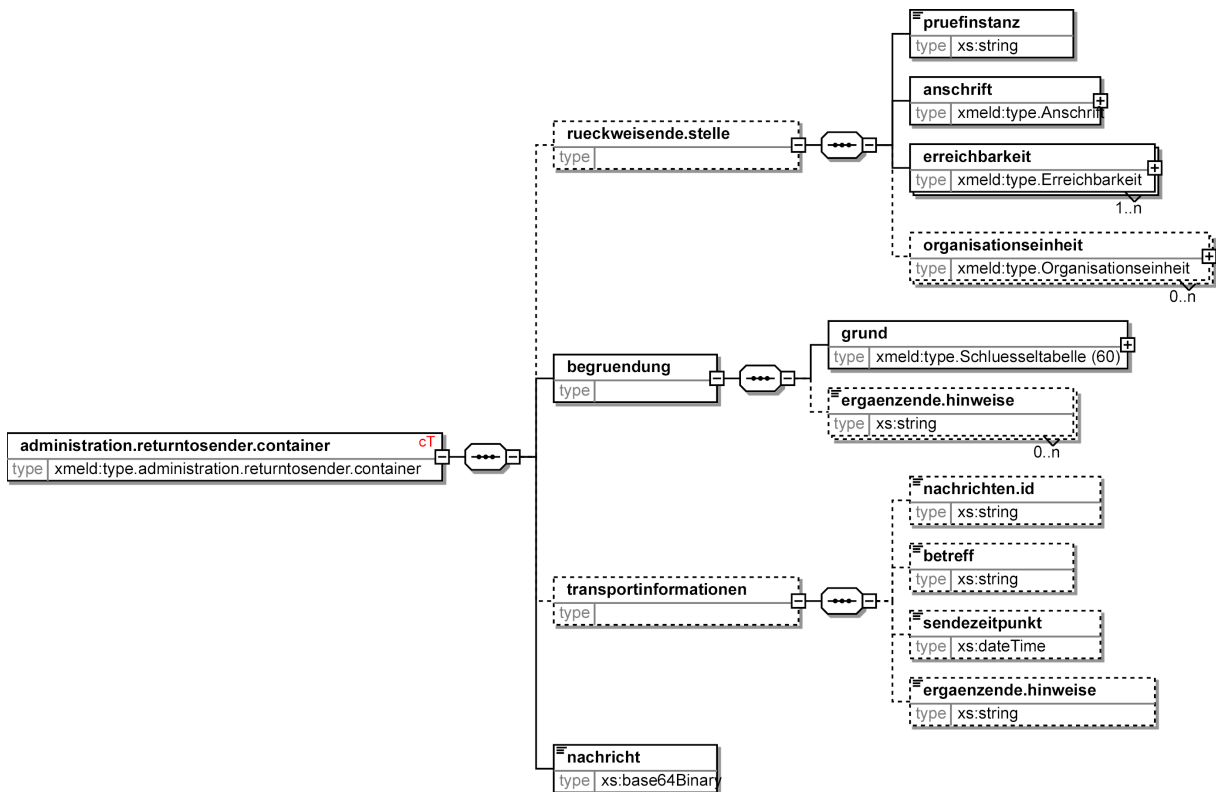 pruefinstanz
type xs:string
anschrift
type xmeld:type.Anschrift
rueckweisende.stelle
type
erreichbarkeit
type xmeld:type.Erreichbarkeit
1..n
organisationseinheit
type xmeld:type.Organisationseinheit
0..n
grund
type xmeld:type.Schluesseltabelle (60)
begruendung
type
ergaenzende.hinweise
type xs:string
0..n
administration.returntosender.container cT
type xmeld:type.administration.returntosender.container
nachrichten.id
type xs:string
betreff
type xs:string
transportinformationen
type
sendezeitpunkt
type xs:dateTime
ergaenzende.hinweise
type xs:string
nachricht
type xs:base64Binary